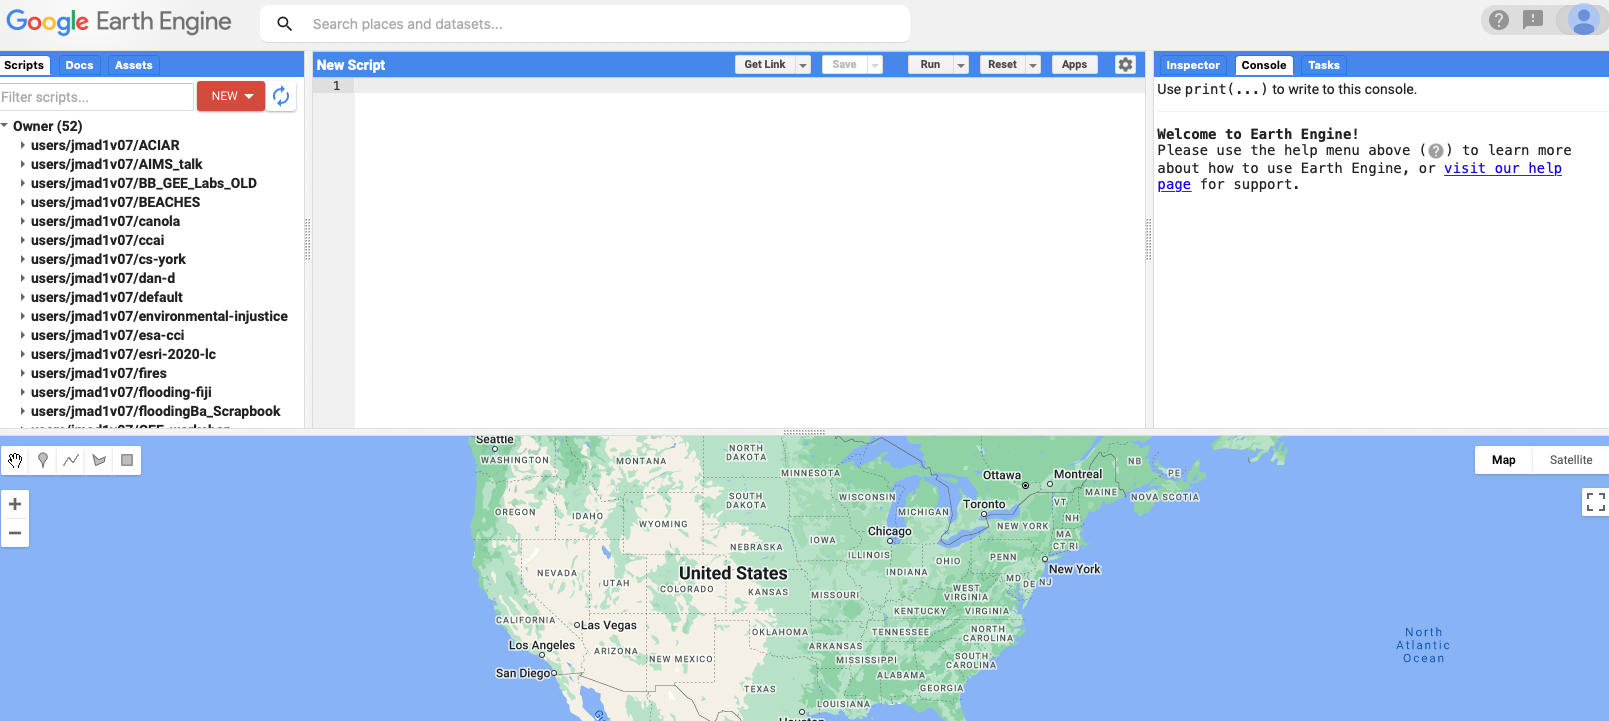 Google Earth Engine
Search places and datasets...
Scripts Docs Assets
Filter scripts...
NEW
Owner (52)
users/jmad1v07/ACIAR
users/jmad1v07/AIMS_talk
users/jmad1v07/BB_GEE_Labs_OLD
users/jmad1v07/BEACHES
users/jmad1v07/canola
users/jmad1v07/ccai
users/jmad1v07/cs-york
users/jmad1v07/dan-d
users/jmad1v07/default
users/jmad1v07/environmental-injustice
users/jmad1v07/esa-cci
users/jmad1v07/esri-2020-lc
users/jmad1v07/fires
users/jmad1v07/flooding-fiji
users/jmad1v07/floodingBa_Scrapbook
New Script
Get Link Save Run Reset Apps
1
Inspector Console Tasks
Use print(...) to write to this console.
Welcome to Earth Engine!
Please use the help menu above (?) to learn more
about how to use Earth Engine, or visit our help
page for support.
Map Satellite
Seattle
WASHINGTON
MONTANA
NORTH
DAKOTA
MINNESOTA
Ottawa
Montreal
NB
PE
OREGON
IDAHO
WYOMING
SOUTH
DAKOTA
WISCONSIN
MICHIGAN
Toronto
VT
MAINE
NOVA SCOTIA
NH
NEW YORK
MA
CT RI
Chicago
IOWA
NEBRASKA
ILLINOIS
INDIANA
OHIO
PENN
New York
NEVADA
UTAH
United States
COLORADO
KANSAS
MISSOURI
WEST
VIRGINIA
MD
DE
NJ
KENTUCKY
VIRGINIA
CALIFORNIA
Las Vegas
OKLAHOMA
TENNESSEE
NORTH
CAROLINA
Los Angeles
ARIZONA
NEW MEXICO
ARKANSAS
MISSISSIPPI
SOUTH
CAROLINA
San Diego
ALABAMA
TEXAS
GEORGIA
LOUISIANA
North
Atlantic
Ocean